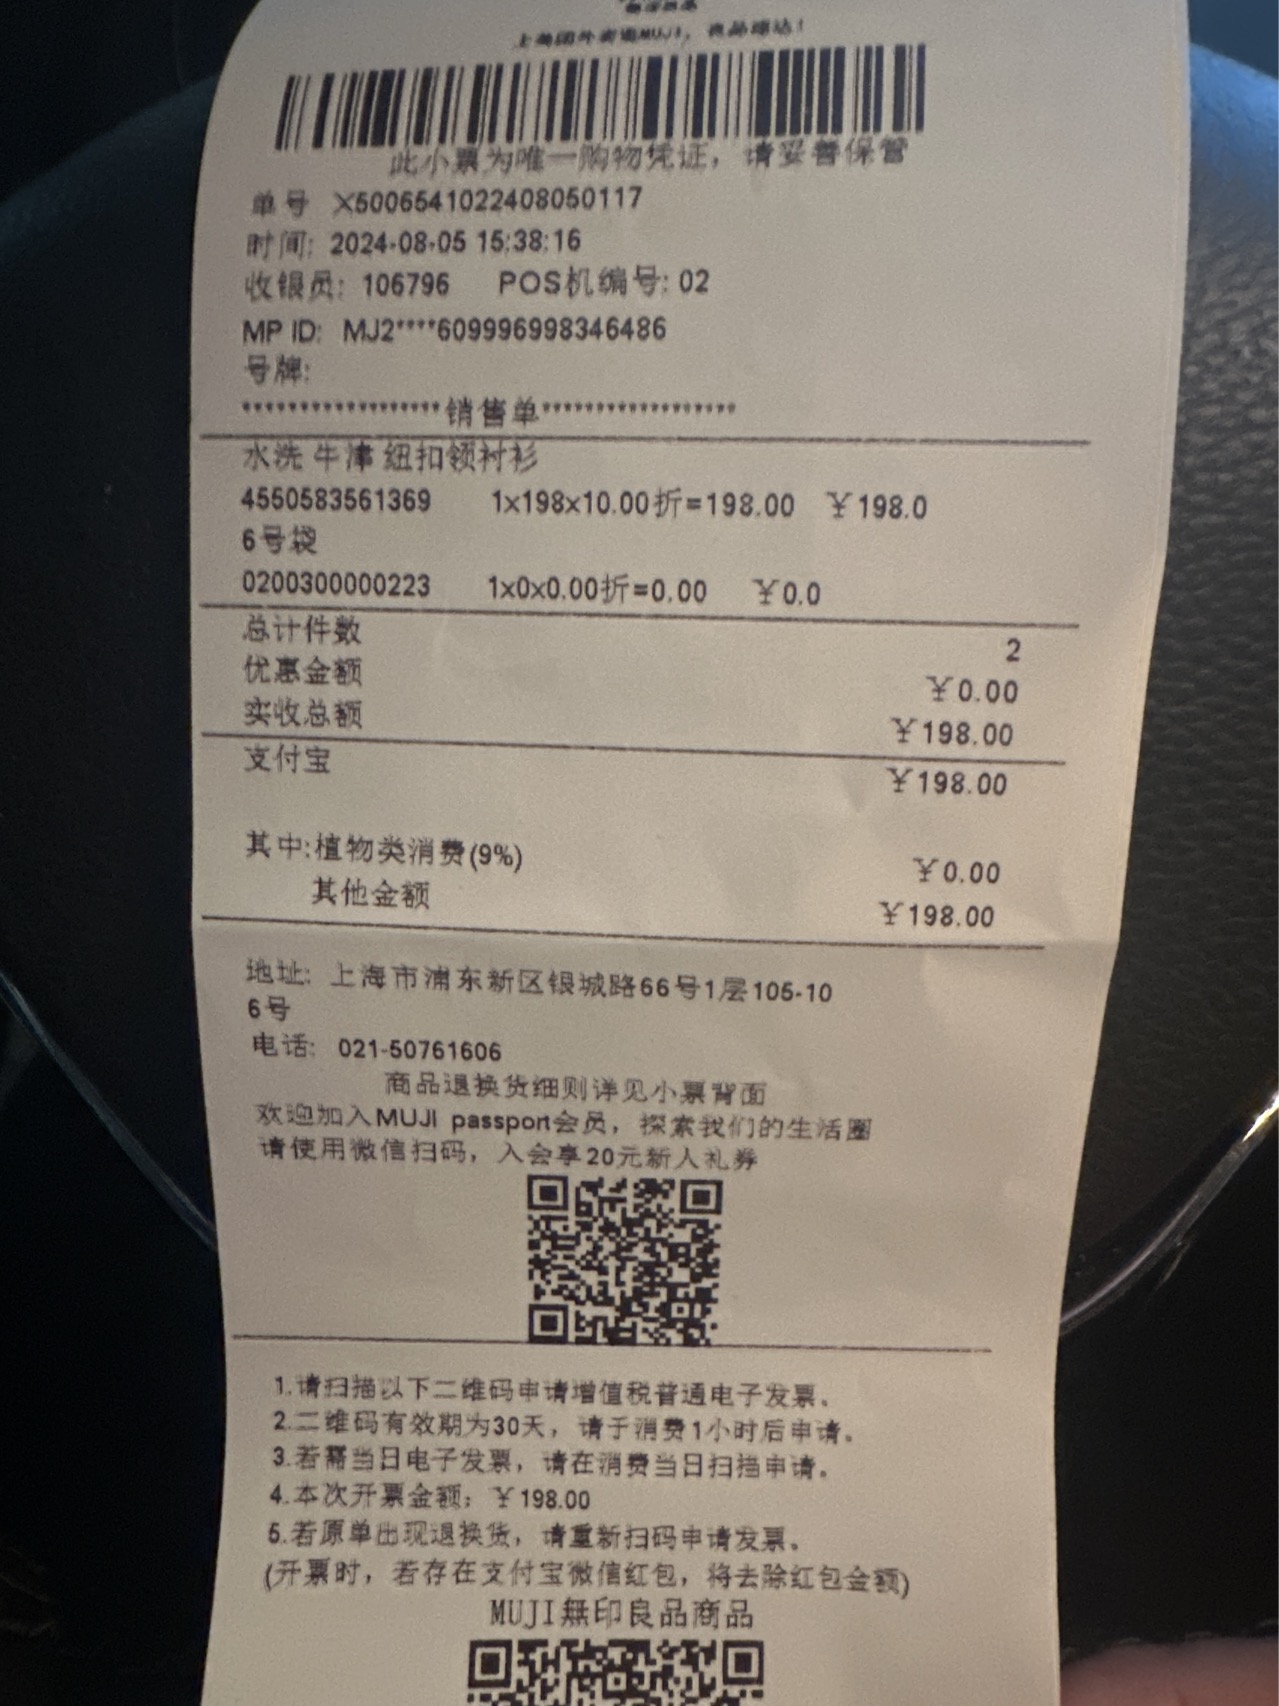 上美团外卖逛MUJI，良品速达！
此小票为唯一购物凭证，请妥善保管
单号 X5006541022408050117
时间: 2024-08-05 15:38:16
收银员: 106796 POS机编号: 02
MP ID: MJ2****609996998346486
号牌:
******************销售单******************
水洗 牛津 纽扣领衬衫
4550583561369 1x198x10.00折=198.00 ￥198.0
6号袋
0200300000223 1x0x0.00折=0.00 ￥0.0
总计件数 2
优惠金额 ￥0.00
实收总额 ￥198.00
支付宝 ￥198.00
其中:植物类消费(9%) ￥0.00
其他金额 ￥198.00
地址: 上海市浦东新区银城路66号1层105-10
6号
电话: 021-50761606
商品退换货细则详见小票背面
欢迎加入MUJI passport会员，探索我们的生活圈
请使用微信扫码，入会享20元新人礼券
1.请扫描以下二维码申请增值税普通电子发票。
2.二维码有效期为30天，请于消费1小时后申请。
3.若需当日电子发票，请在消费当日扫描申请。
4.本次开票金额: ￥198.00
5.若原单出现退换货，请重新扫码申请发票。
(开票时，若存在支付宝微信红包，将去除红包金额)
MUJI無印良品商品